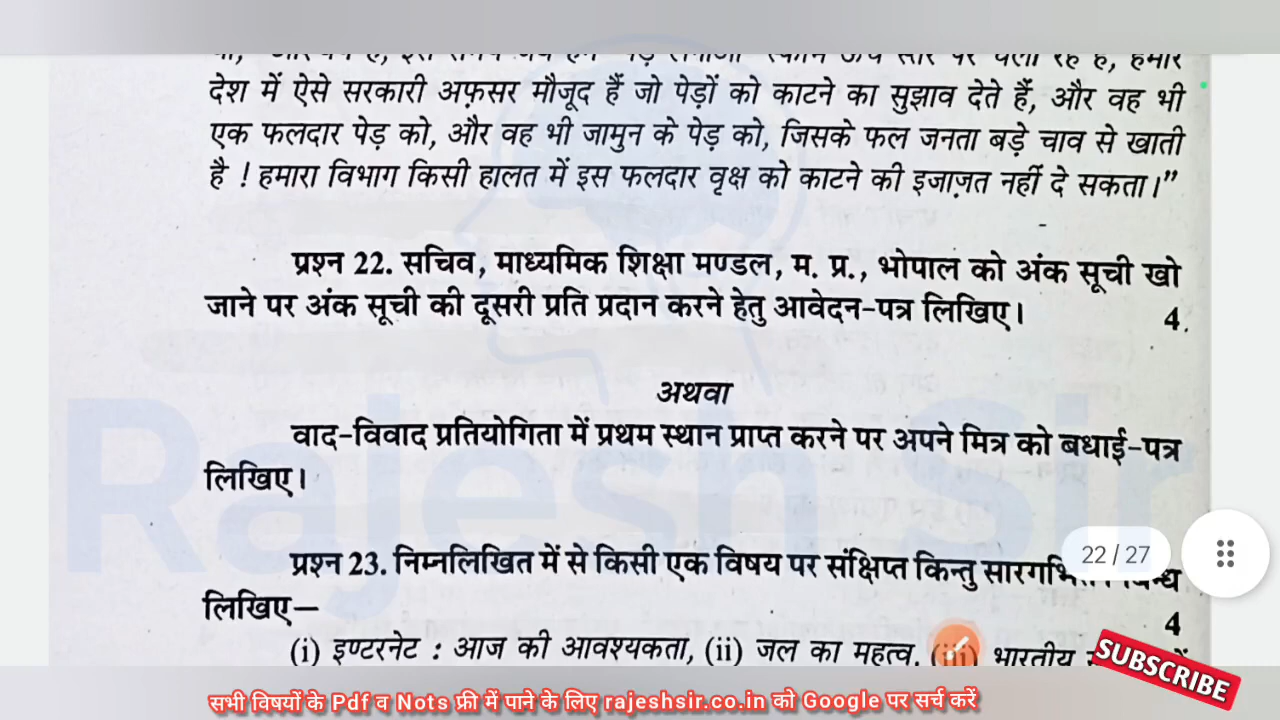 देश में ऐसे सरकारी अफ़सर मौजूद हैं जो पेड़ों को काटने का सुझाव देते हैं, और वह भी
एक फलदार पेड़ को, और वह भी जामुन के पेड़ को, जिसके फल जनता बड़े चाव से खाती
है ! हमारा विभाग किसी हालत में इस फलदार वृक्ष को काटने की इजाज़त नहीं दे सकता।”
प्रश्न 22. सचिव, माध्यमिक शिक्षा मण्डल, म. प्र., भोपाल को अंक सूची खो
जाने पर अंक सूची की दूसरी प्रति प्रदान करने हेतु आवेदन-पत्र लिखिए। 4
अथवा
वाद-विवाद प्रतियोगिता में प्रथम स्थान प्राप्त करने पर अपने मित्र को बधाई-पत्र
लिखिए।
Rajesh Sir
प्रश्न 23. निम्नलिखित में से किसी एक विषय पर संक्षिप्त किन्तु
22 / 27
लिखिए— 4
(i) इण्टरनेट : आज की आवश्यकता, (ii) जल का महत्व, (iii) भारतीय
SUBSCRIBE
सभी विषयों के Pdf व Nots फ्री में पाने के लिए rajeshsir.co.in को Google पर सर्च करें